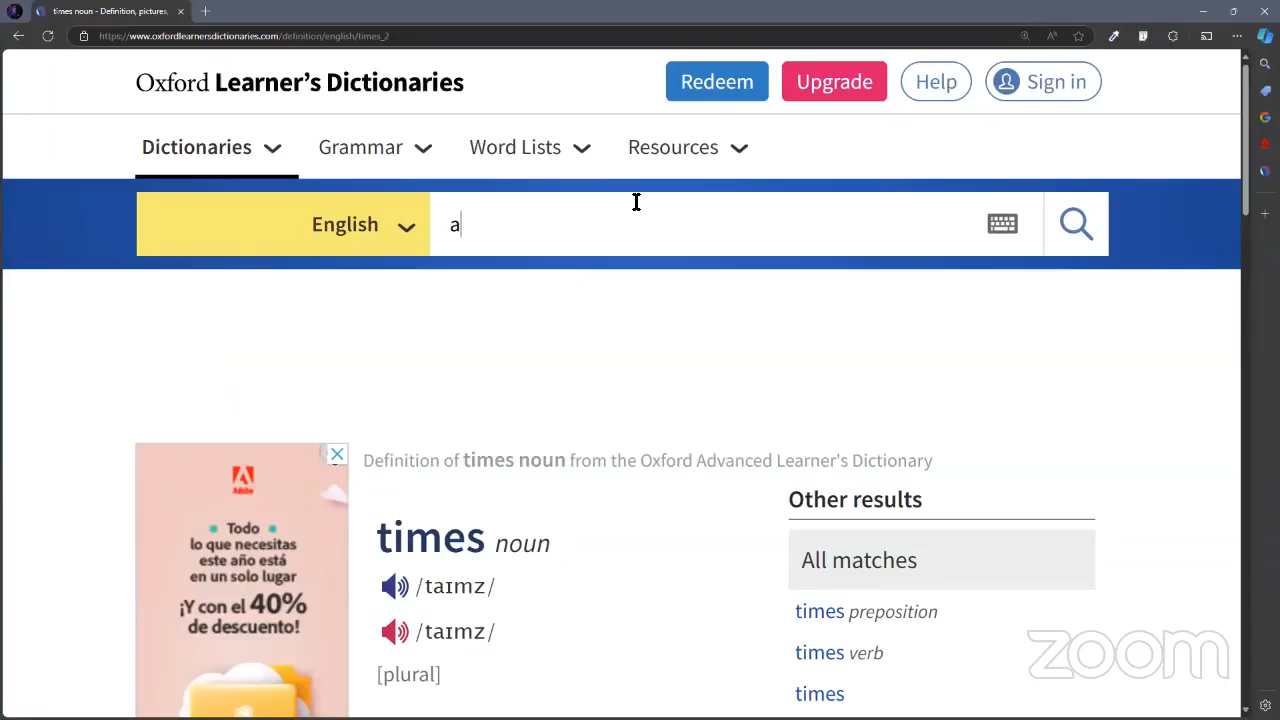 times noun - Definition, pictures,
https://www.oxfordlearnersdictionaries.com/definition/english/times_2
Oxford Learner's Dictionaries
Redeem
Upgrade
Help
Sign in
Dictionaries
Grammar
Word Lists
Resources
English
a
Definition of times noun from the Oxford Advanced Learner's Dictionary
Adobe
Todo
lo que necesitas
este año está
en un solo lugar
¡Y con el 40%
de descuento!
times noun
/taɪmz/
/taɪmz/
[plural]
Other results
All matches
times preposition
times verb
times
zoom